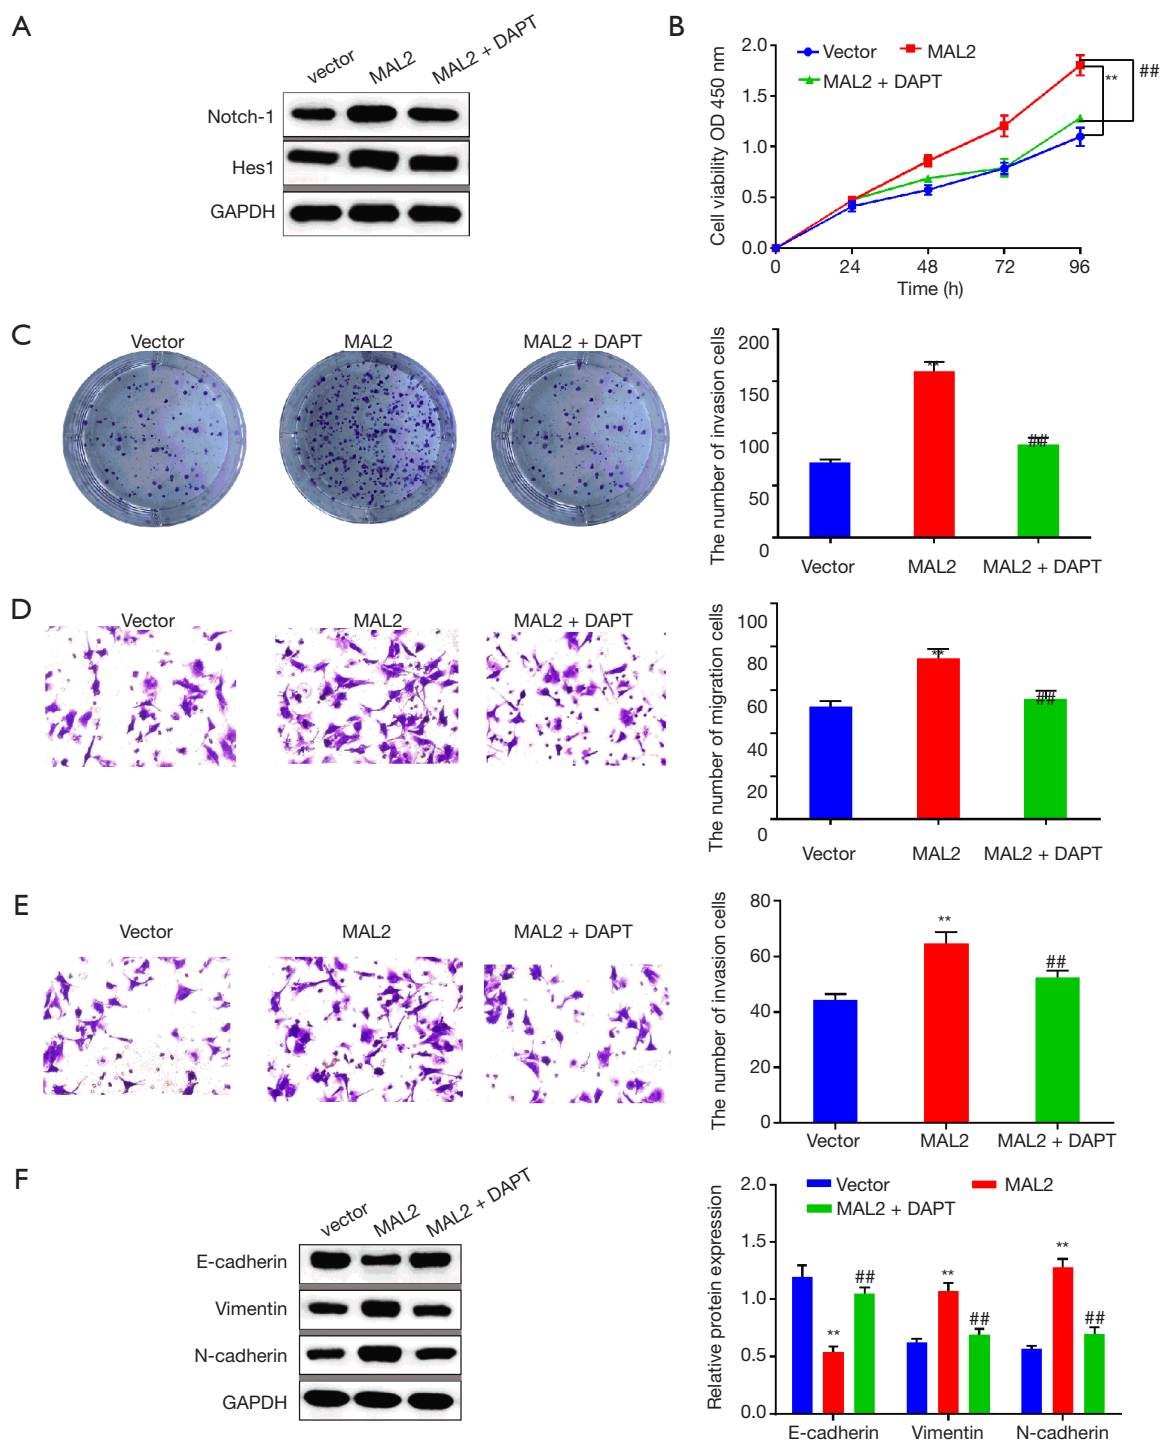 A
vector
MAL2
MAL2 + DAPT
Notch-1
Hes1
GAPDH
B
Cell viability OD 450 nm
2.0
1.5
1.0
0.5
0.0
Vector
MAL2
MAL2 + DAPT
**
##
0
24
48
72
96
Time (h)
C
Vector
MAL2
MAL2 + DAPT
The number of invasion cells
200
150
100
50
0
**
##
Vector
MAL2
MAL2 + DAPT
D
Vector
MAL2
MAL2 + DAPT
The number of migration cells
100
80
60
40
20
0
**
##
Vector
MAL2
MAL2 + DAPT
E
Vector
MAL2
MAL2 + DAPT
The number of invasion cells
80
60
40
20
0
**
##
Vector
MAL2
MAL2 + DAPT
F
vector
MAL2
MAL2 + DAPT
E-cadherin
Vimentin
N-cadherin
GAPDH
Relative protein expression
2.0
1.5
1.0
0.5
0.0
Vector
MAL2
MAL2 + DAPT
**
##
**
##
**
##
E-cadherin
Vimentin
N-cadherin